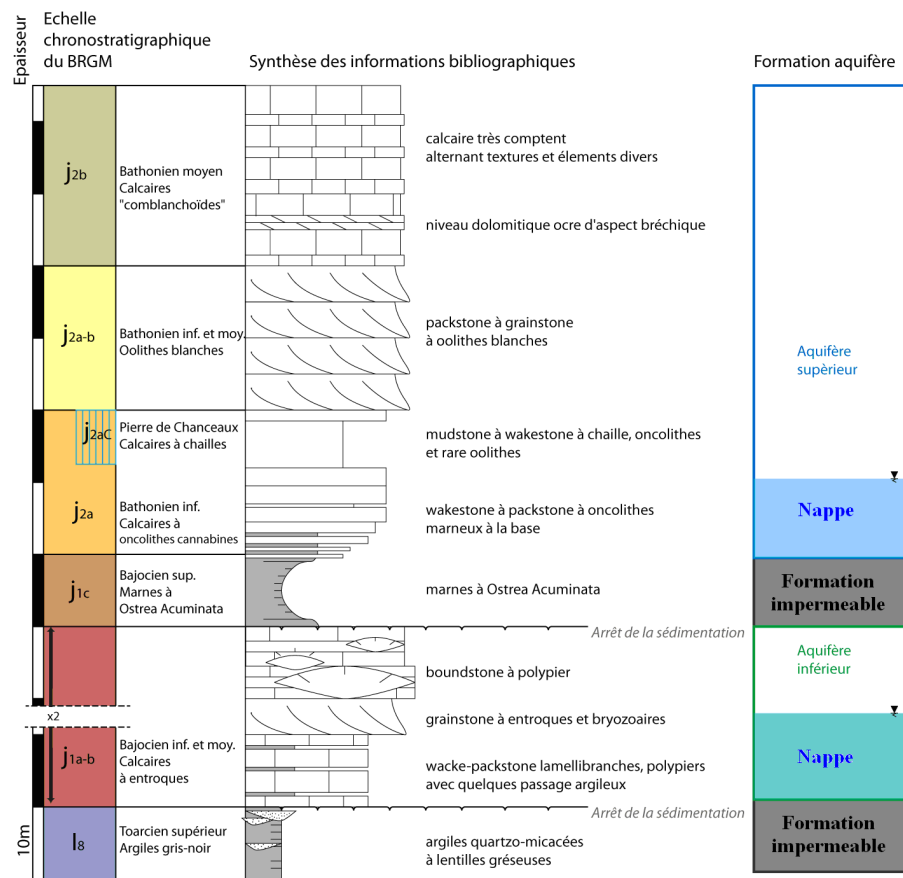 Epaisseur
Echelle
chronostratigraphique
du BRGM
Synthèse des informations bibliographiques
Formation aquifère
j2b
Bathonien moyen
Calcaires
"comblanchoïdes"
calcaire très comptent
alternant textures et élements divers
niveau dolomitique ocre d'aspect bréchique
j2a-b
Bathonien inf. et moy.
Oolithes blanches
packstone à grainstone
à oolithes blanches
Aquifère
supèrieur
j2aC
Pierre de Chanceaux
Calcaires à chailles
mudstone à wakestone à chaille, oncolithes
et rare oolithes
j2a
Bathonien inf.
Calcaires à
oncolithes cannabines
wakestone à packstone à oncolithes
marneux à la base
Nappe
j1c
Bajocien sup.
Marnes à
Ostrea Acuminata
marnes à Ostrea Acuminata
Formation
impermeable
Arrêt de la sédimentation
Aquifère
inférieur
boundstone à polypier
x2
grainstone à entroques et bryozoaires
j1a-b
Bajocien inf. et moy.
Calcaires
à entroques
wacke-packstone lamellibranches, polypiers
avec quelques passage argileux
Nappe
Arrêt de la sédimentation
10m
l8
Toarcien supérieur
Argiles gris-noir
argiles quartzo-micacées
à lentilles gréseuses
Formation
impermeable